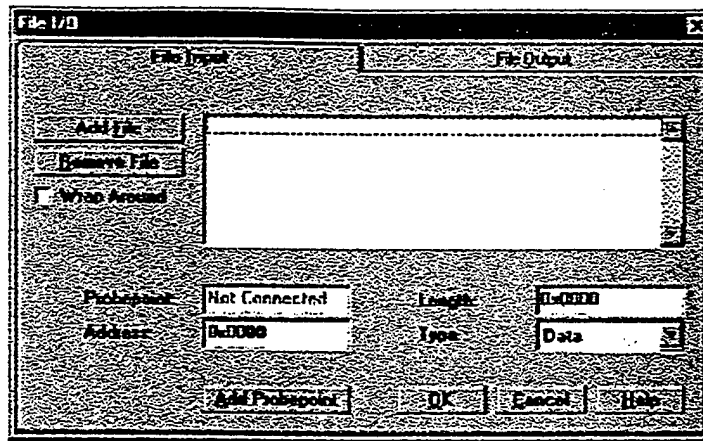 File I/O
File Input File Output
Add File
Remove File
Wrap Around
Probepoint: Not Connected Length: 0x0000
Address: 0x0000 Type: Data
Add Probepoint OK Cancel Help